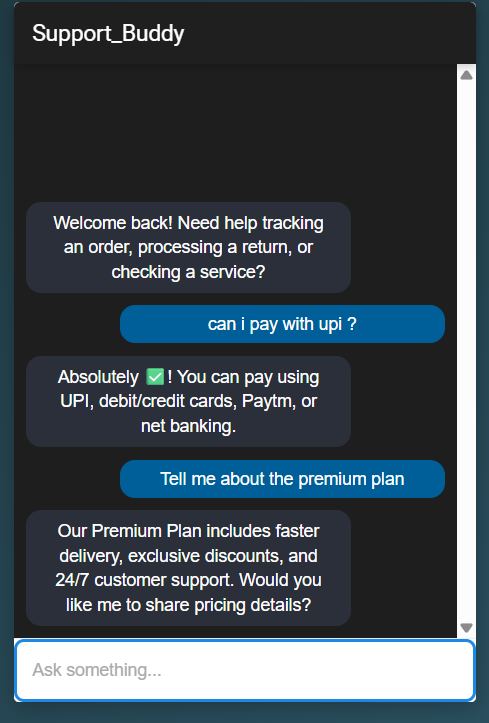 Support_Buddy
Welcome back! Need help tracking
an order, processing a return, or
checking a service?
can i pay with upi ?
Absolutely ✅! You can pay using
UPI, debit/credit cards, Paytm, or
net banking.
Tell me about the premium plan
Our Premium Plan includes faster
delivery, exclusive discounts, and
24/7 customer support. Would you
like me to share pricing details?
Ask something...